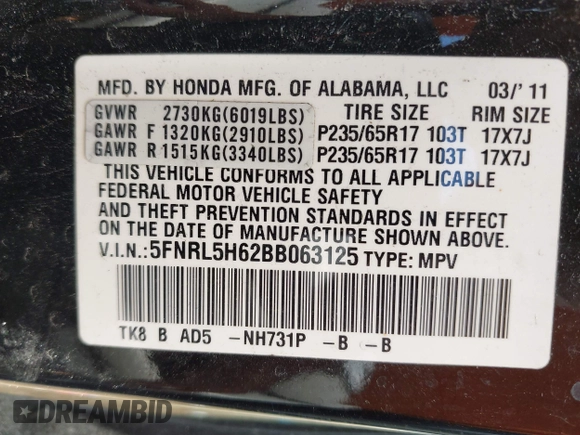 MFD. BY HONDA MFG. OF ALABAMA, LLC 03/'11
GVWR 2730KG(6019LBS) TIRE SIZE RIM SIZE
GAWR F 1320KG(2910LBS) P235/65R17 103T 17X7J
GAWR R 1515KG(3340LBS) P235/65R17 103T 17X7J
THIS VEHICLE CONFORMS TO ALL APPLICABLE
FEDERAL MOTOR VEHICLE SAFETY
AND THEFT PREVENTION STANDARDS IN EFFECT
ON THE DATE OF MANUFACTURE SHOWN ABOVE.
V.I.N.:5FNRL5H62BB063125 TYPE: MPV
TK8 B AD5 -NH731P -B -B
DREAMBID